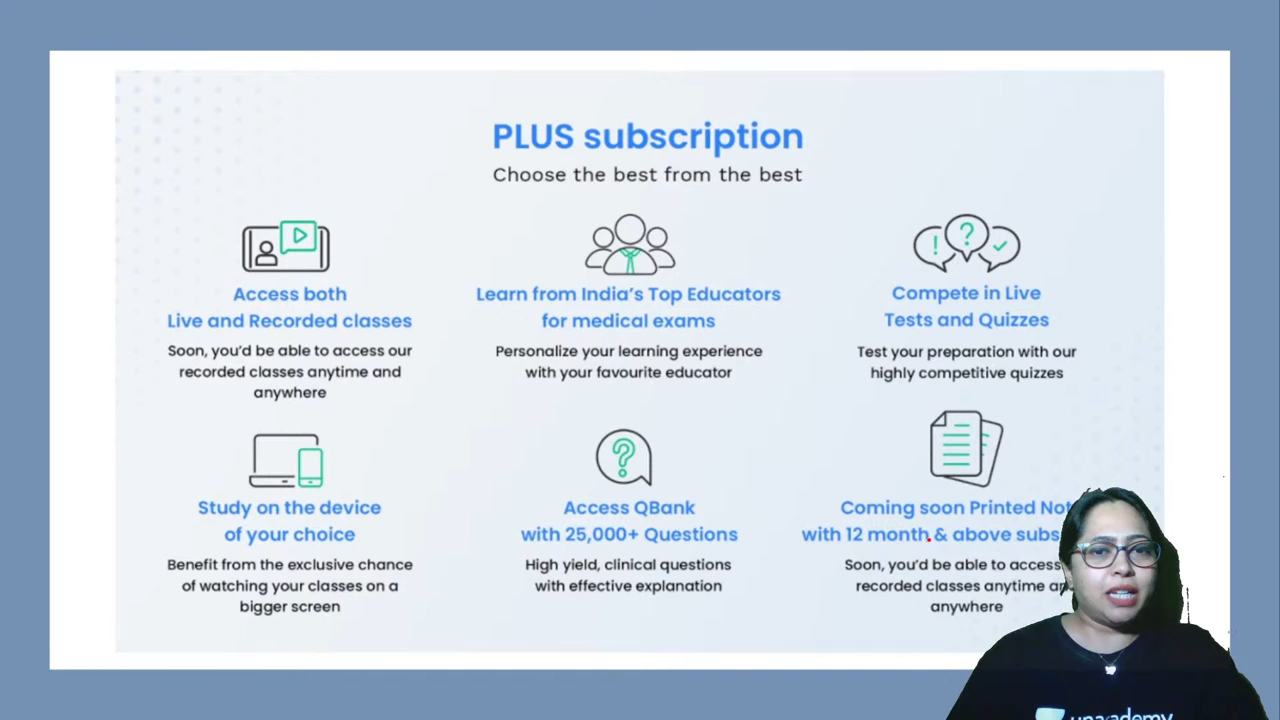 PLUS subscription
Choose the best from the best
Access both
Live and Recorded classes
Soon, you'd be able to access our
recorded classes anytime and
anywhere
Learn from India's Top Educators
for medical exams
Personalize your learning experience
with your favourite educator
Compete in Live
Tests and Quizzes
Test your preparation with our
highly competitive quizzes
Study on the device
of your choice
Benefit from the exclusive chance
of watching your classes on a
bigger screen
Access QBank
with 25,000+ Questions
High yield, clinical questions
with effective explanation
Coming soon Printed
with 12 month & above
Soon, you'd be able to access
recorded classes anytime
anywhere